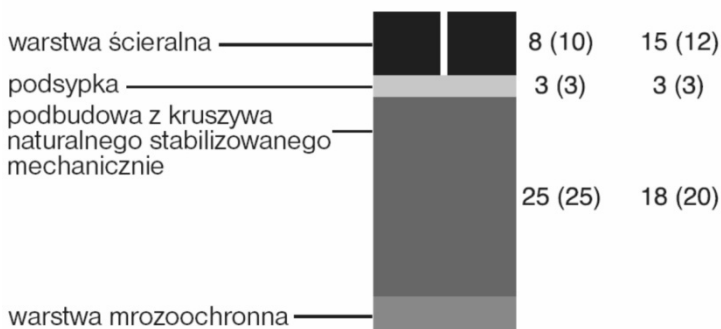 warstwa ścieralna 8 (10) 15 (12)
podsypka 3 (3) 3 (3)
podbudowa z kruszywa
naturalnego stabilizowanego
mechanicznie
25 (25) 18 (20)
warstwa mrozoochronna